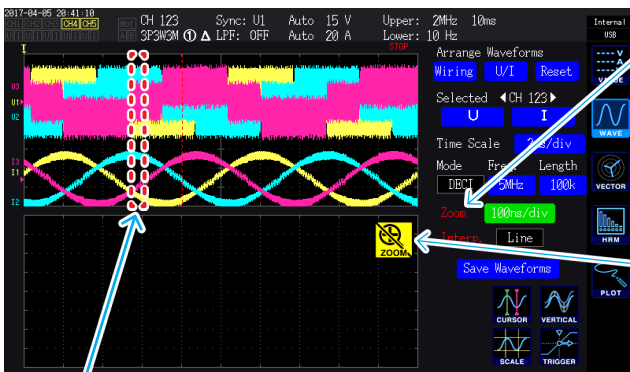 2017-04-05 20:41:10
CH1 CH2 CH3 CH4 CH5 CH 123 Sync: U1 Auto 15 V Upper: 2MHz 10ms Internal
3P3W3M ① Δ LPF: OFF Auto 20 A Lower: 10 Hz USB
STOP
Arrange Waveforms
Wiring U/I Reset
VALUE
Selected ◀CH 123▶
U I
WAVE
U3
U1
U2
Time Scale
Mode Freq. Length
DECI 5MHz 100k
VECTOR
I3
I1
I2
Zoom 100ns/div
Interp. Line
ZOOM
HRM
Save Waveforms
PLOT
CURSOR VERTICAL
SCALE TRIGGER